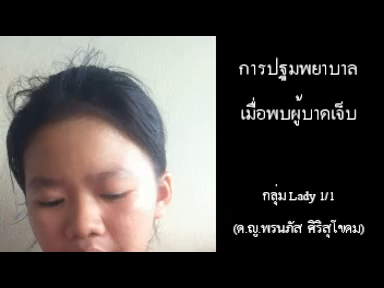 การปฐมพยาบาล
เมื่อพบผู้บาดเจ็บ
กลุ่ม Lady 1/1
(ด.ญ.พรนภัส ศิริสุโขดม)